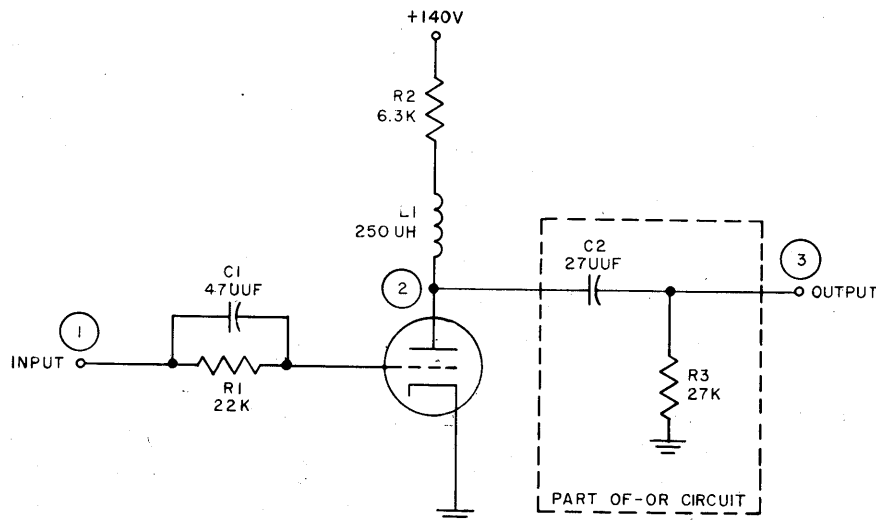 +140V
R2
6.3K
L1
250 UH
C1
47UUF
1
INPUT
R1
22K
2
C2
27UUF
3
OUTPUT
R3
27K
PART OF-OR CIRCUIT